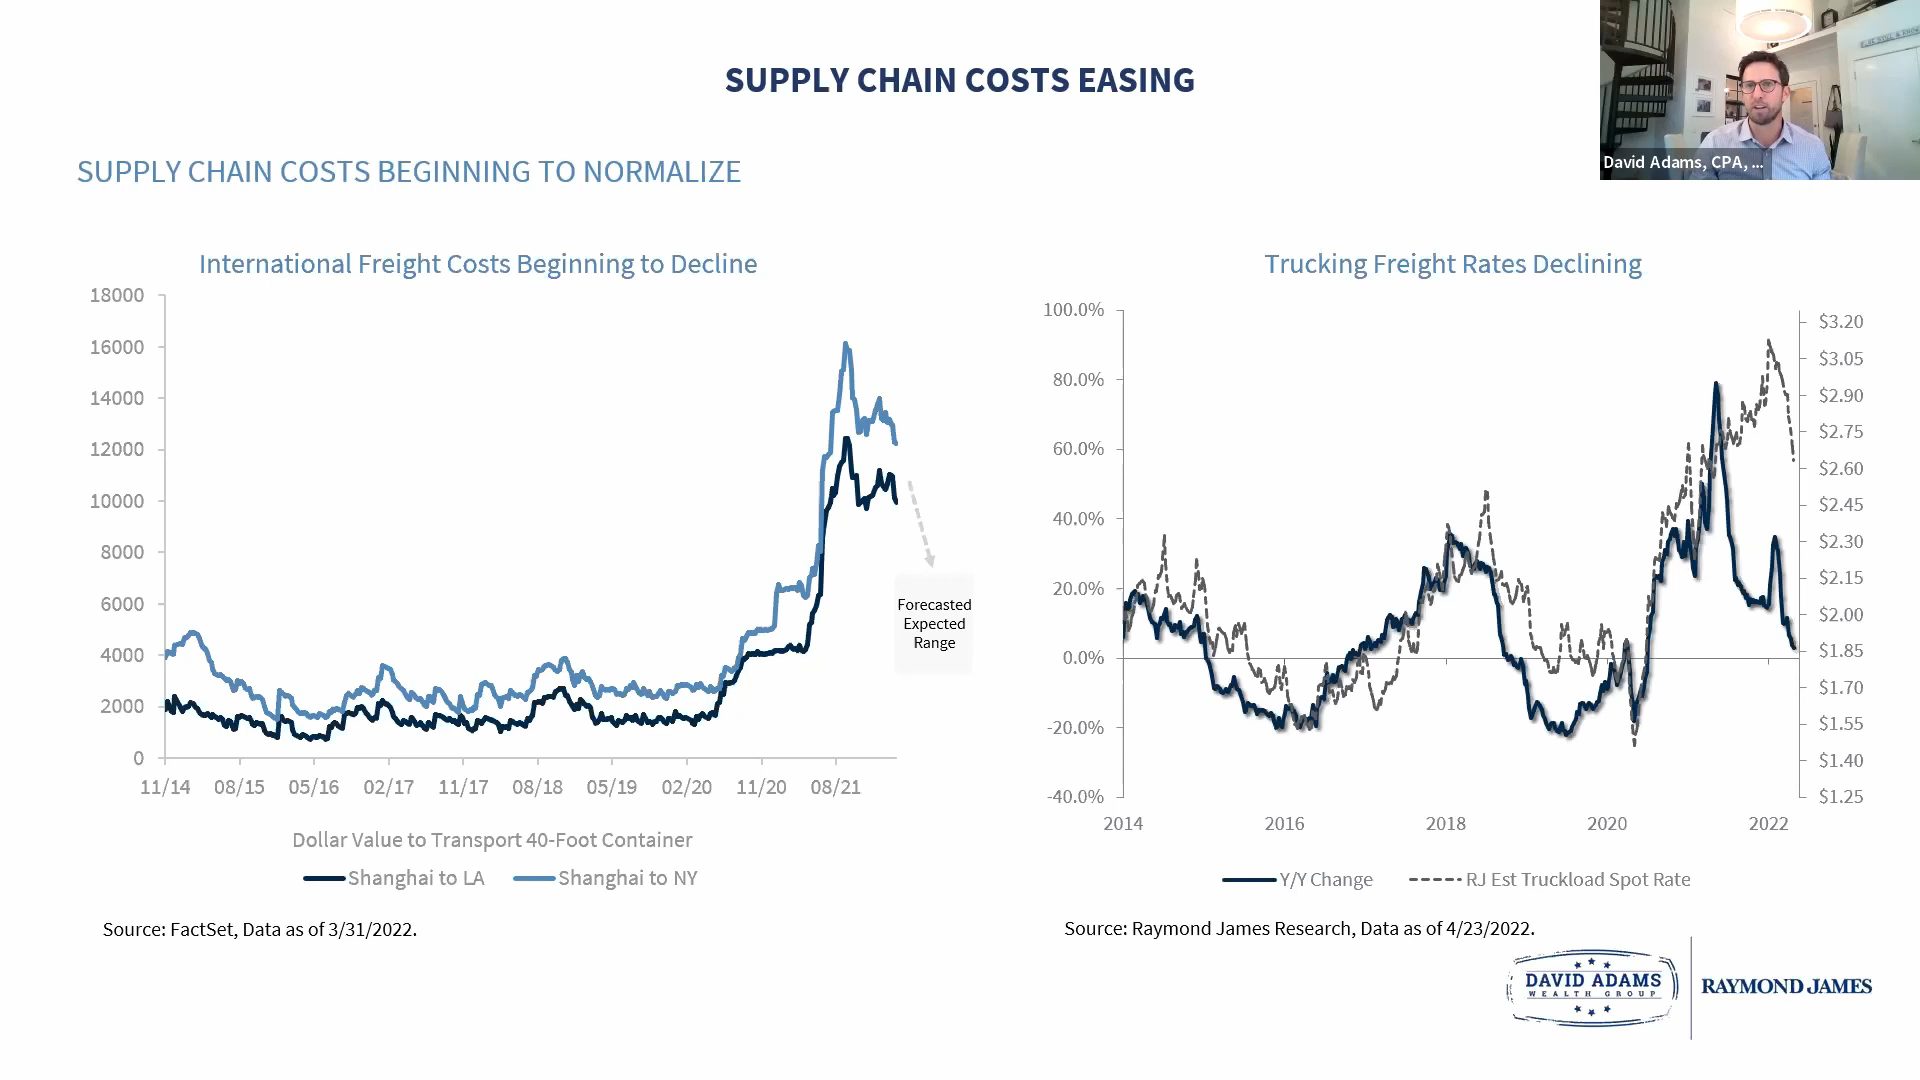 SUPPLY CHAIN COSTS EASING
David Adams, CPA, ...
SUPPLY CHAIN COSTS BEGINNING TO NORMALIZE
International Freight Costs Beginning to Decline
18000
16000
14000
12000
10000
8000
6000
4000
2000
0
11/14 08/15 05/16 02/17 11/17 08/18 05/19 02/20 11/20 08/21
Forecasted
Expected
Range
Dollar Value to Transport 40-Foot Container
Shanghai to LA Shanghai to NY
Source: FactSet, Data as of 3/31/2022.
Trucking Freight Rates Declining
100.0%
80.0%
60.0%
40.0%
20.0%
0.0%
-20.0%
-40.0%
$3.20
$3.05
$2.90
$2.75
$2.60
$2.45
$2.30
$2.15
$2.00
$1.85
$1.70
$1.55
$1.40
$1.25
2014 2016 2018 2020 2022
Y/Y Change RJ Est Truckload Spot Rate
Source: Raymond James Research, Data as of 4/23/2022.
DAVID ADAMS
WEALTH GROUP
RAYMOND JAMES